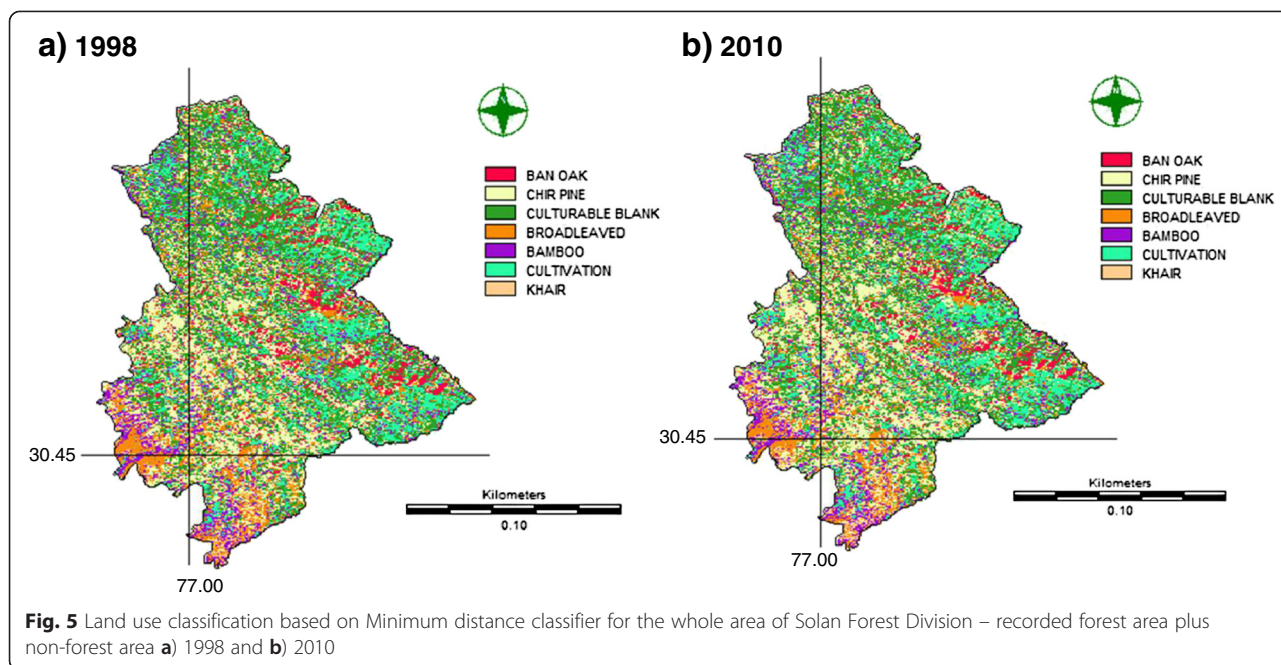 a) 1998
b) 2010
BAN OAK
CHIR PINE
CULTURABLE BLANK
BROADLEAVED
BAMBOO
CULTIVATION
KHAIR
30.45
Kilometers
0.10
77.00
BAN OAK
CHIR PINE
CULTURABLE BLANK
BROADLEAVED
BAMBOO
CULTIVATION
KHAIR
30.45
Kilometers
0.10
77.00
Fig. 5 Land use classification based on Minimum distance classifier for the whole area of Solan Forest Division – recorded forest area plus
non-forest area a) 1998 and b) 2010